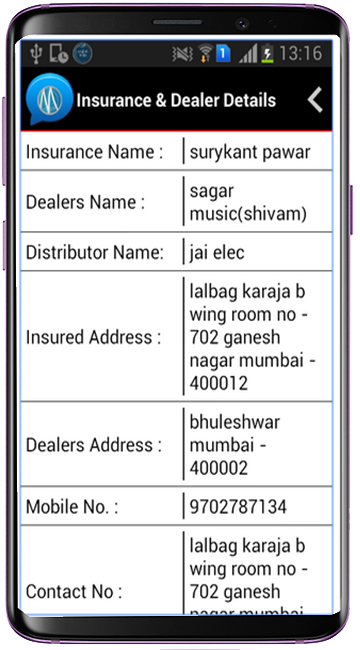 1 13:16
Insurance & Dealer Details
Insurance Name : surykant pawar
Dealers Name : sagar
music(shivam)
Distributor Name: jai elec
Insured Address : lalbag karaja b
wing room no -
702 ganesh
nagar mumbai -
400012
Dealers Address : bhuleshwar
mumbai -
400002
Mobile No. : 9702787134
Contact No : lalbag karaja b
wing room no -
702 ganesh
nagar mumbai